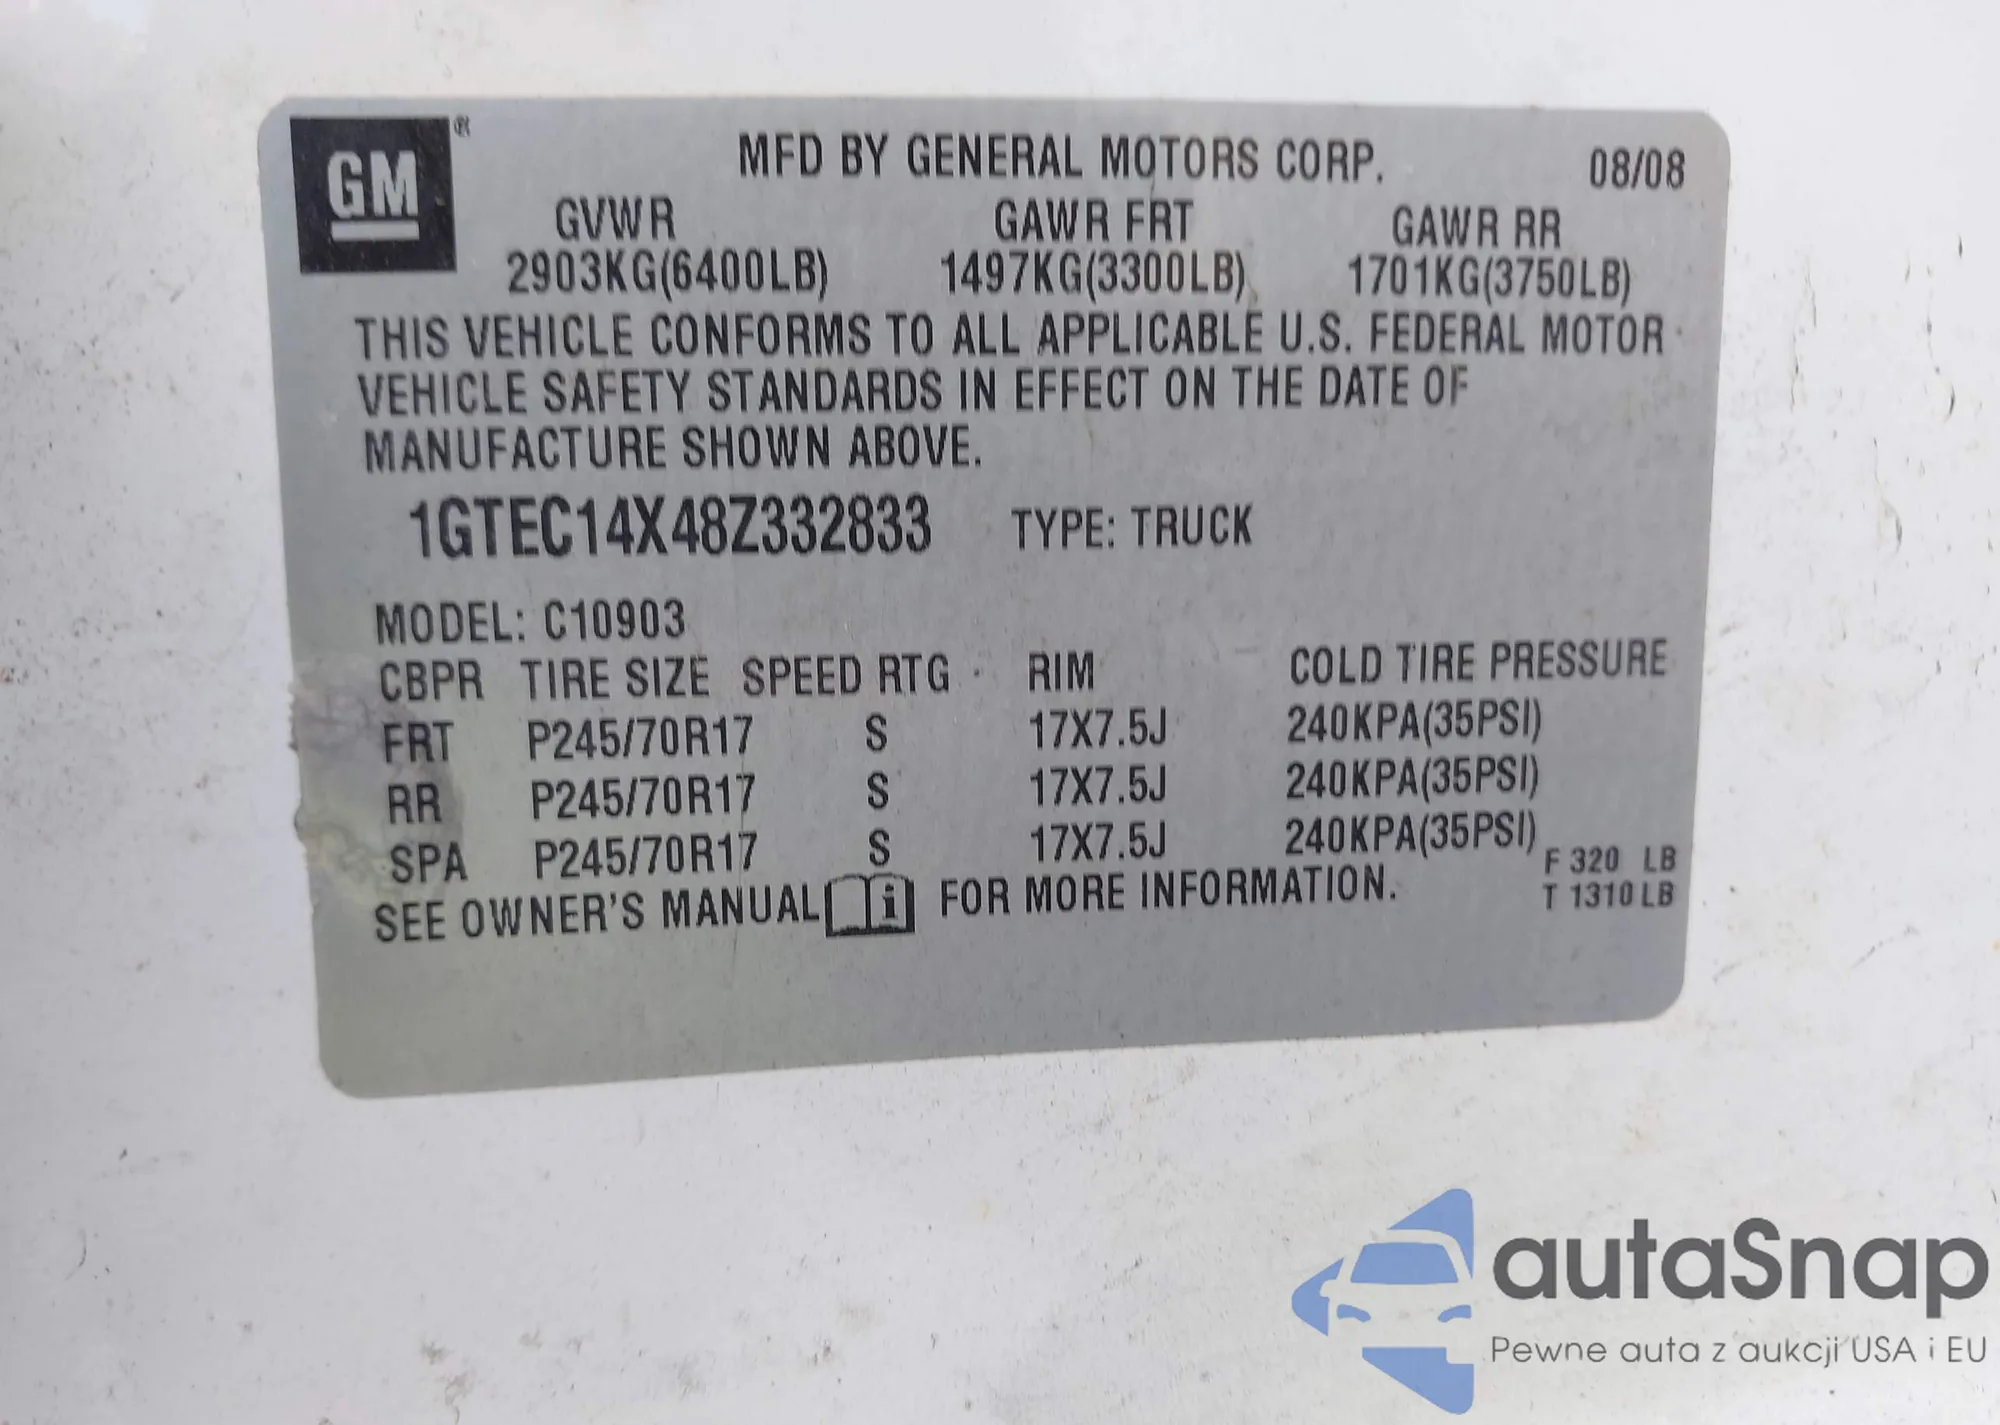 GM®
MFD BY GENERAL MOTORS CORP. 08/08
GVWR GAWR FRT GAWR RR
2903KG(6400LB) 1497KG(3300LB) 1701KG(3750LB)
THIS VEHICLE CONFORMS TO ALL APPLICABLE U.S. FEDERAL MOTOR
VEHICLE SAFETY STANDARDS IN EFFECT ON THE DATE OF
MANUFACTURE SHOWN ABOVE.
1GTEC14X48Z332833 TYPE: TRUCK
MODEL: C10903
CBPR TIRE SIZE SPEED RTG RIM COLD TIRE PRESSURE
FRT P245/70R17 S 17X7.5J 240KPA(35PSI)
RR P245/70R17 S 17X7.5J 240KPA(35PSI)
SPA P245/70R17 S 17X7.5J 240KPA(35PSI)
F 320 LB
SEE OWNER'S MANUAL i FOR MORE INFORMATION. T 1310LB
autaSnap
Pewne auta z aukcji USA i EU